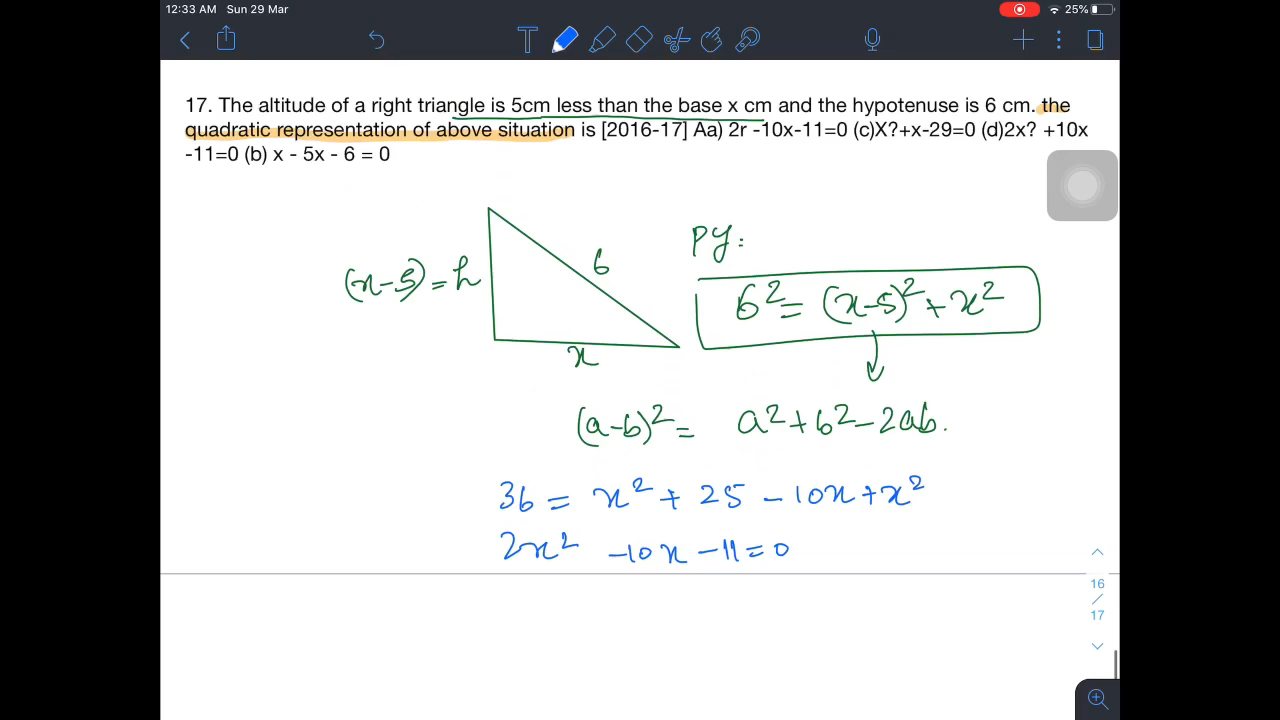 12:33 AM Sun 29 Mar
25%
17. The altitude of a right triangle is 5cm less than the base x cm and the hypotenuse is 6 cm. the
quadratic representation of above situation is [2016-17] Aa) 2r -10x-11=0 (c)X?+x-29=0 (d)2x? +10x
-11=0 (b) x - 5x - 6 = 0
(x-5) = h
6
x
PY:
6² = (x-5)² + x²
(a-b)² = a² + b² - 2ab.
36 = x² + 25 - 10x + x²
2x² -10x -11 = 0
16
/
17